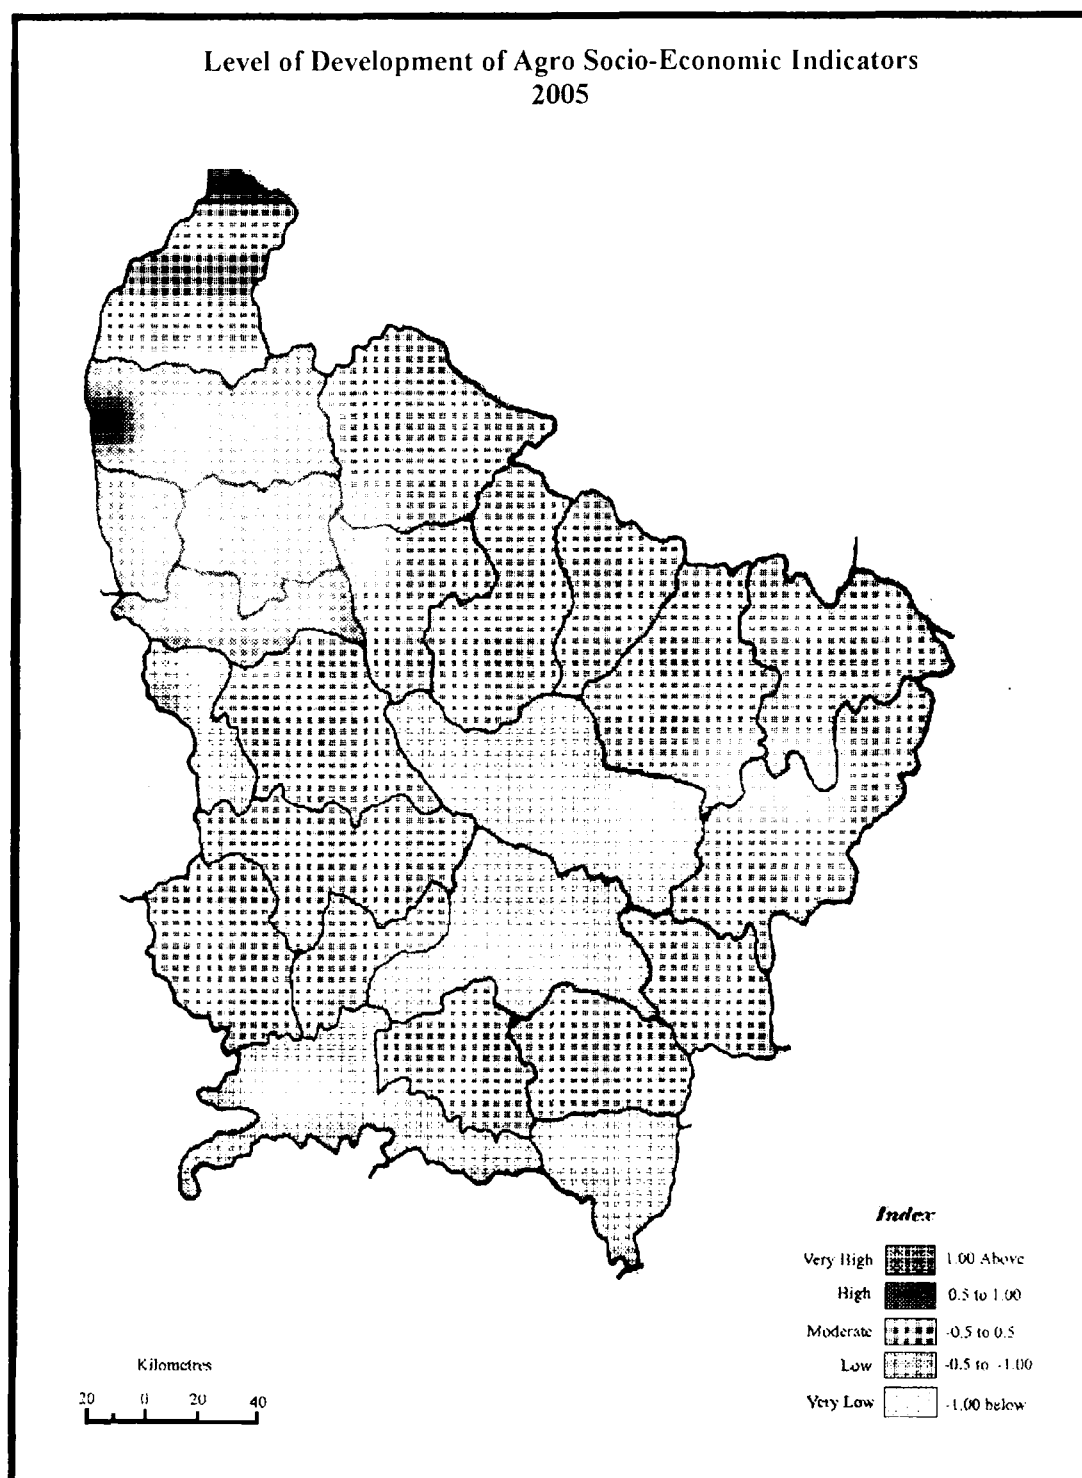 Level of Development of Agro Socio-Economic Indicators
2005
Index
Very High 1.00 Above
High 0.5 to 1.00
Moderate -0.5 to 0.5
Low -0.5 to -1.00
Very Low -1.00 below
Kilometres
20 0 20 40